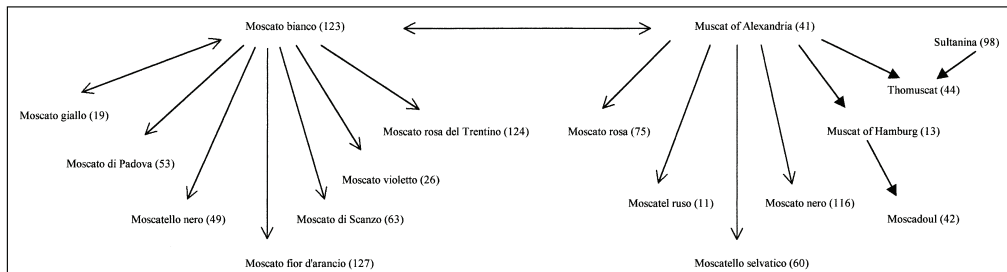 Moscato bianco (123)
Muscat of Alexandria (41)
Sultanina (98)
Thomuscat (44)
Moscato giallo (19)
Moscato rosa del Trentino (124)
Moscato rosa (75)
Muscat of Hamburg (13)
Moscato di Padova (53)
Moscato violetto (26)
Moscatello nero (49)
Moscato di Scanzo (63)
Moscatel ruso (11)
Moscato nero (116)
Moscadoul (42)
Moscato fior d'arancio (127)
Moscatello selvatico (60)